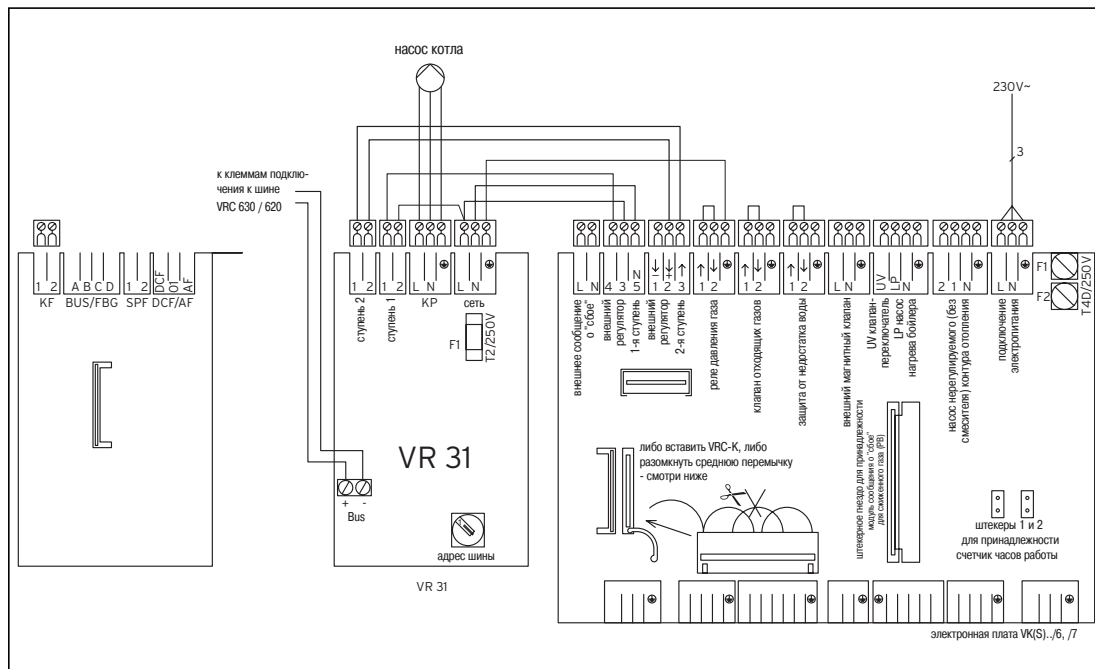 насос котла
230V~
3
к клеммам подклю-
чения к шине
VRC 630 / 620
1 2
KF
A B C D
BUS/FBG
1 2
SPF
DCF
O1
AF
DCF/AF
1 2
ступень 2
1 2
ступень 1
L N
KP
L N
сеть
F1
T2/250V
VR 31
+ -
Bus
адрес шины
VR 31
L N
внешнее сообщение
о "сбое"
4 3 5
N
внешний
регулятор
1-я ступень
1 2 3
- +
внешний
регулятор
2-я ступень
1 2
реле давления газа
1 2
клапан отходящих газов
1 2
защита от недостатка воды
L N
внешний магнитный клапан
UV
LP
L
N
UV клапан-
переключатель
LP насос
нагрева бойлера
2 1 N
насос нерегулируемого (без
смесителя) контура отопления
L N
подключение
электропитания
F1
F2
T4D/250 V
либо вставить VRC-K, либо
разомкнуть среднюю перемычку
- смотри ниже
штекерное гнездо для принадлежности
модуль сообщения о "сбое"
для сжиженного газа (PB)
штекеры 1 и 2
для принадлежности
счетчик часов работы
электронная плата VK(S)../6, /7